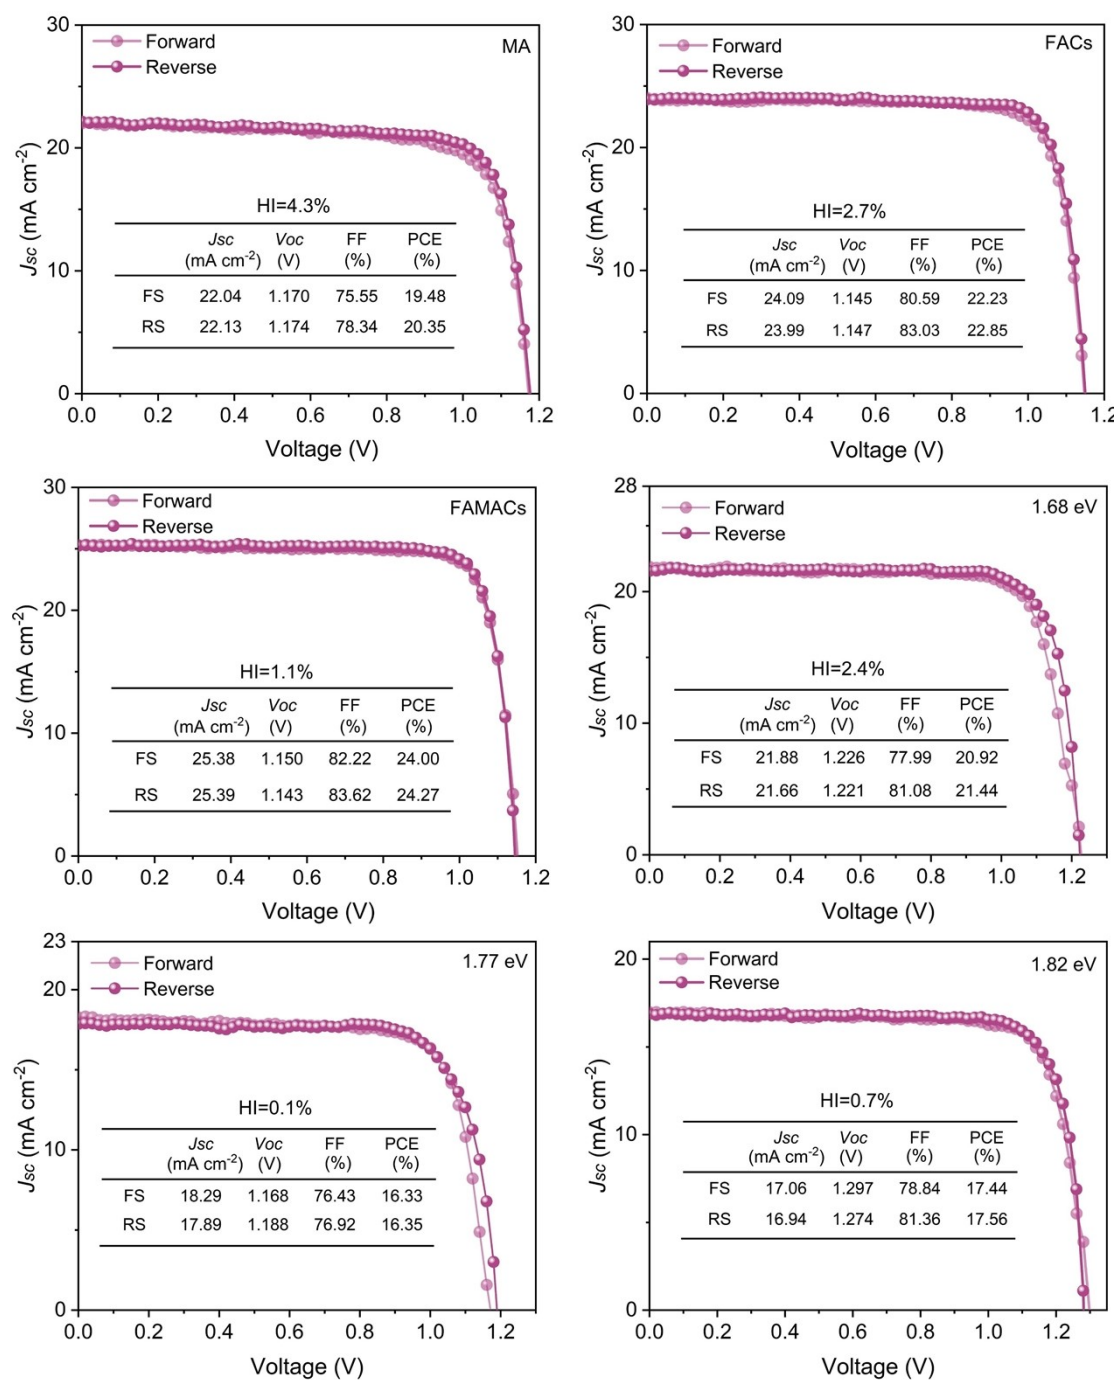 30
Forward
Reverse
MA
20
Jsc (mA cm-2)
HI=4.3%
Jsc Voc FF PCE
(mA cm-2) (V) (%) (%)
FS 22.04 1.170 75.55 19.48
RS 22.13 1.174 78.34 20.35
10
0
0.0 0.2 0.4 0.6 0.8 1.0 1.2
Voltage (V)
30
Forward
Reverse
FACs
20
Jsc (mA cm-2)
HI=2.7%
Jsc Voc FF PCE
(mA cm-2) (V) (%) (%)
FS 24.09 1.145 80.59 22.23
RS 23.99 1.147 83.03 22.85
10
0
0.0 0.2 0.4 0.6 0.8 1.0 1.2
Voltage (V)
30
Forward
Reverse
FAMACs
20
Jsc (mA cm-2)
HI=1.1%
Jsc Voc FF PCE
(mA cm-2) (V) (%) (%)
FS 25.38 1.150 82.22 24.00
RS 25.39 1.143 83.62 24.27
10
0
0.0 0.2 0.4 0.6 0.8 1.0 1.2
Voltage (V)
28
Forward
Reverse
1.68 eV
20
Jsc (mA cm-2)
HI=2.4%
Jsc Voc FF PCE
(mA cm-2) (V) (%) (%)
FS 21.88 1.226 77.99 20.92
RS 21.66 1.221 81.08 21.44
10
0
0.0 0.2 0.4 0.6 0.8 1.0 1.2
Voltage (V)
23
Forward
Reverse
1.77 eV
20
Jsc (mA cm-2)
HI=0.1%
Jsc Voc FF PCE
(mA cm-2) (V) (%) (%)
FS 18.29 1.168 76.43 16.33
RS 17.89 1.188 76.92 16.35
10
0
0.0 0.2 0.4 0.6 0.8 1.0 1.2
Voltage (V)
20
Forward
Reverse
1.82 eV
Jsc (mA cm-2)
HI=0.7%
Jsc Voc FF PCE
(mA cm-2) (V) (%) (%)
FS 17.06 1.297 78.84 17.44
RS 16.94 1.274 81.36 17.56
10
0
0.0 0.2 0.4 0.6 0.8 1.0 1.2
Voltage (V)